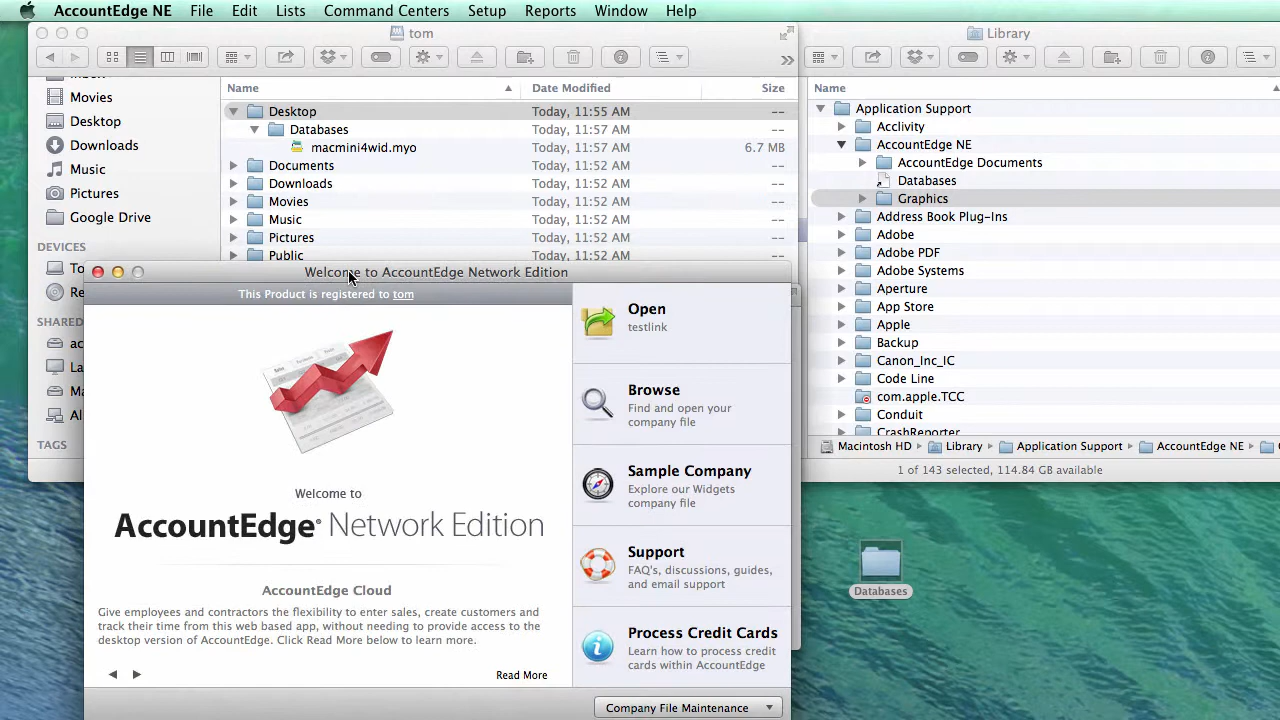 AccountEdge NE File Edit Lists Command Centers Setup Reports Window Help
tom
Library
Name Date Modified Size
Name
Movies
Desktop
Downloads
Music
Pictures
Google Drive
DEVICES
SHARED
TAGS
Desktop Today, 11:55 AM --
Databases Today, 11:57 AM --
macmini4wid.myo Today, 11:57 AM 6.7 MB
Documents Today, 11:52 AM --
Downloads Today, 11:52 AM --
Movies Today, 11:52 AM --
Music Today, 11:52 AM --
Pictures Today, 11:52 AM --
Public Today, 11:52 AM --
Application Support
Acclivity
AccountEdge NE
AccountEdge Documents
Databases
Graphics
Address Book Plug-Ins
Adobe
Adobe PDF
Adobe Systems
Aperture
App Store
Apple
Backup
Canon_Inc_IC
Code Line
com.apple.TCC
Conduit
CrashReporter
Macintosh HD Library Application Support AccountEdge NE
1 of 143 selected, 114.84 GB available
Databases
Welcome to AccountEdge Network Edition
This Product is registered to tom
Welcome to
AccountEdge® Network Edition
AccountEdge Cloud
Give employees and contractors the flexibility to enter sales, create customers and
track their time from this web based app, without needing to provide access to the
desktop version of AccountEdge. Click Read More below to learn more.
Read More
Open
testlink
Browse
Find and open your
company file
Sample Company
Explore our Widgets
company file
Support
FAQ's, discussions, guides,
and email support
Process Credit Cards
Learn how to process credit
cards within AccountEdge
Company File Maintenance